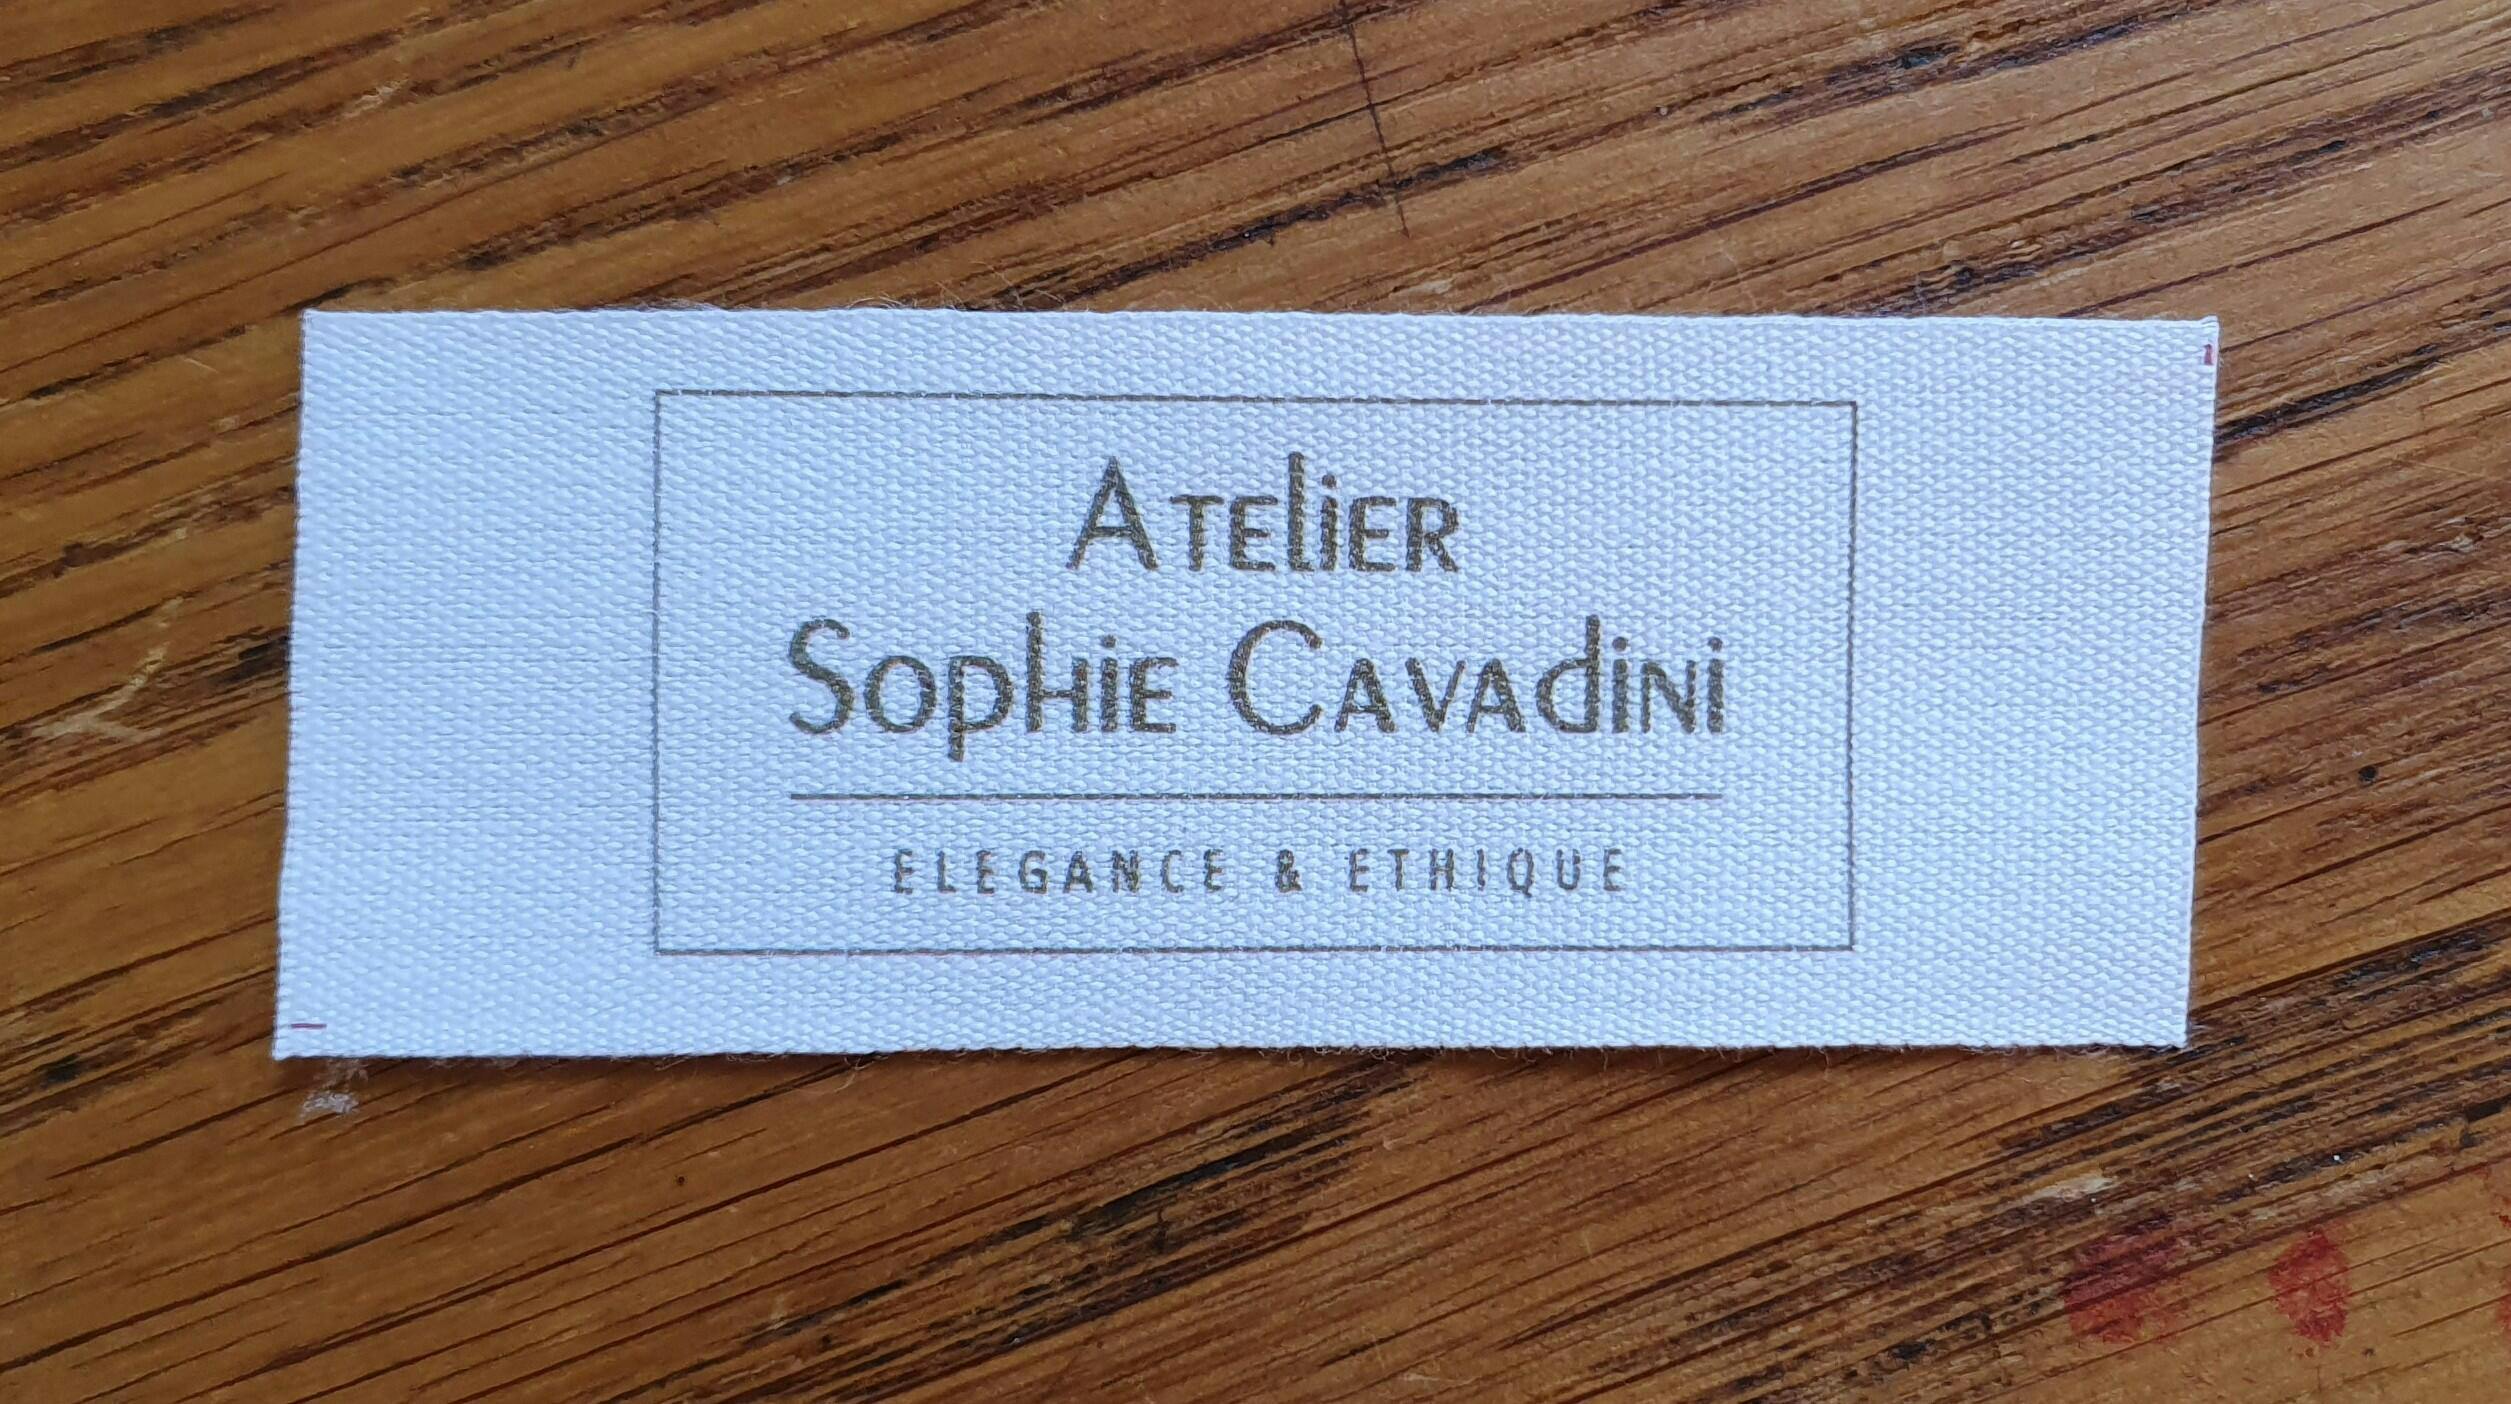 Atelier
Sophie Cavadini
ELEGANCE & ETHIQUE